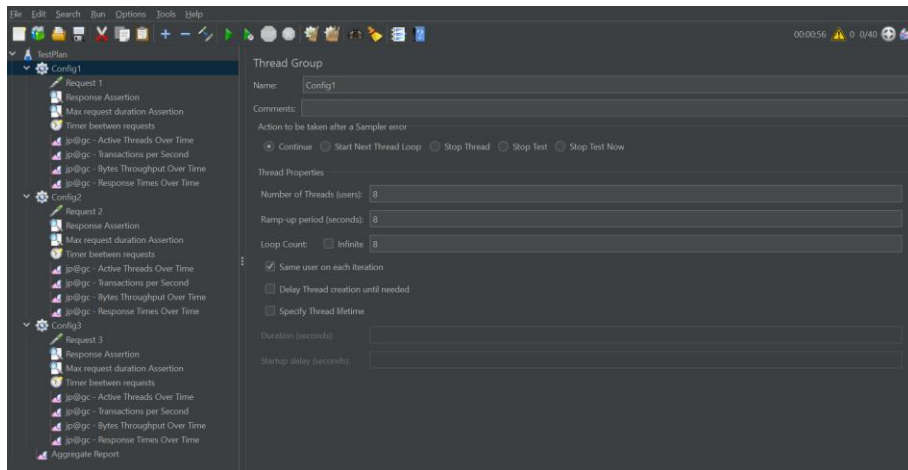 File Edit Search Run Options Tools Help
00:00:56 0 0/40
TestPlan
Config1
Request 1
Response Assertion
Max request duration Assertion
Timer beetwen requests
jp@gc - Active Threads Over Time
jp@gc - Transactions per Second
jp@gc - Bytes Throughput Over Time
jp@gc - Response Times Over Time
Config2
Request 2
Response Assertion
Max request duration Assertion
Timer beetwen requests
jp@gc - Active Threads Over Time
jp@gc - Transactions per Second
jp@gc - Bytes Throughput Over Time
jp@gc - Response Times Over Time
Config3
Request 3
Response Assertion
Max request duration Assertion
Timer beetwen requests
jp@gc - Active Threads Over Time
jp@gc - Transactions per Second
jp@gc - Bytes Throughput Over Time
jp@gc - Response Times Over Time
Aggregate Report
Thread Group
Name: Config1
Comments:
Action to be taken after a Sampler error
Continue Start Next Thread Loop Stop Thread Stop Test Stop Test Now
Thread Properties
Number of Threads (users): 8
Ramp-up period (seconds): 8
Loop Count: Infinite 8
Same user on each iteration
Delay Thread creation until needed
Specify Thread lifetime
Duration (seconds):
Startup delay (seconds):